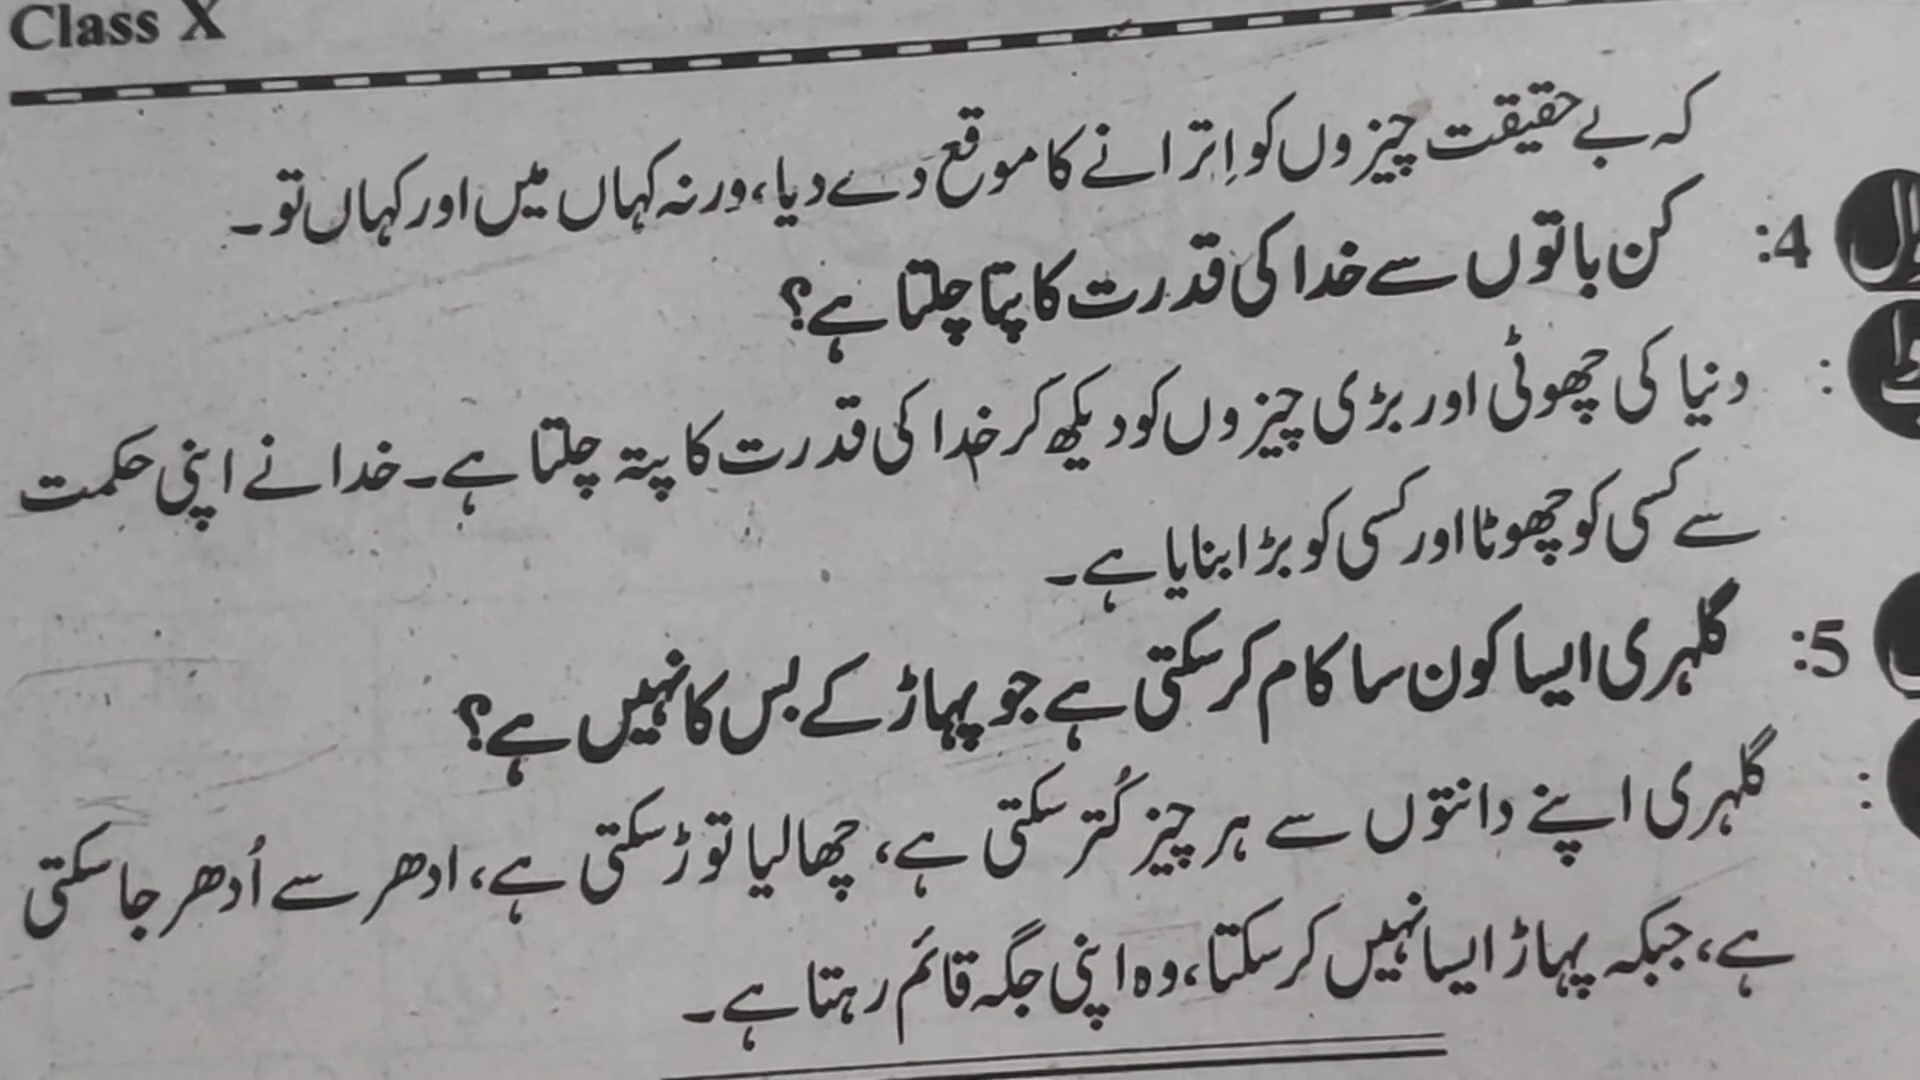 Class X
کہ بے حقیقت چیزوں کو اِترانے کا موقع دے دیا، ورنہ کہاں میں اور کہاں تو۔
4: کن باتوں سے خدا کی قدرت کا پتا چلتا ہے؟
: دنیا کی چھوٹی اور بڑی چیزوں کو دیکھ کر خدا کی قدرت کا پتہ چلتا ہے۔ خدا نے اپنی حکمت
سے کسی کو چھوٹا اور کسی کو بڑا بنایا ہے۔
5: گلہری ایسا کون سا کام کرسکتی ہے جو پہاڑ کے بس کا نہیں ہے؟
: گلہری اپنے دانتوں سے ہر چیز کُتر سکتی ہے، چھالیا توڑ سکتی ہے، ادھر سے اُدھر جا سکتی
ہے، جبکہ پہاڑ ایسا نہیں کرسکتا، وہ اپنی جگہ قائم رہتا ہے۔